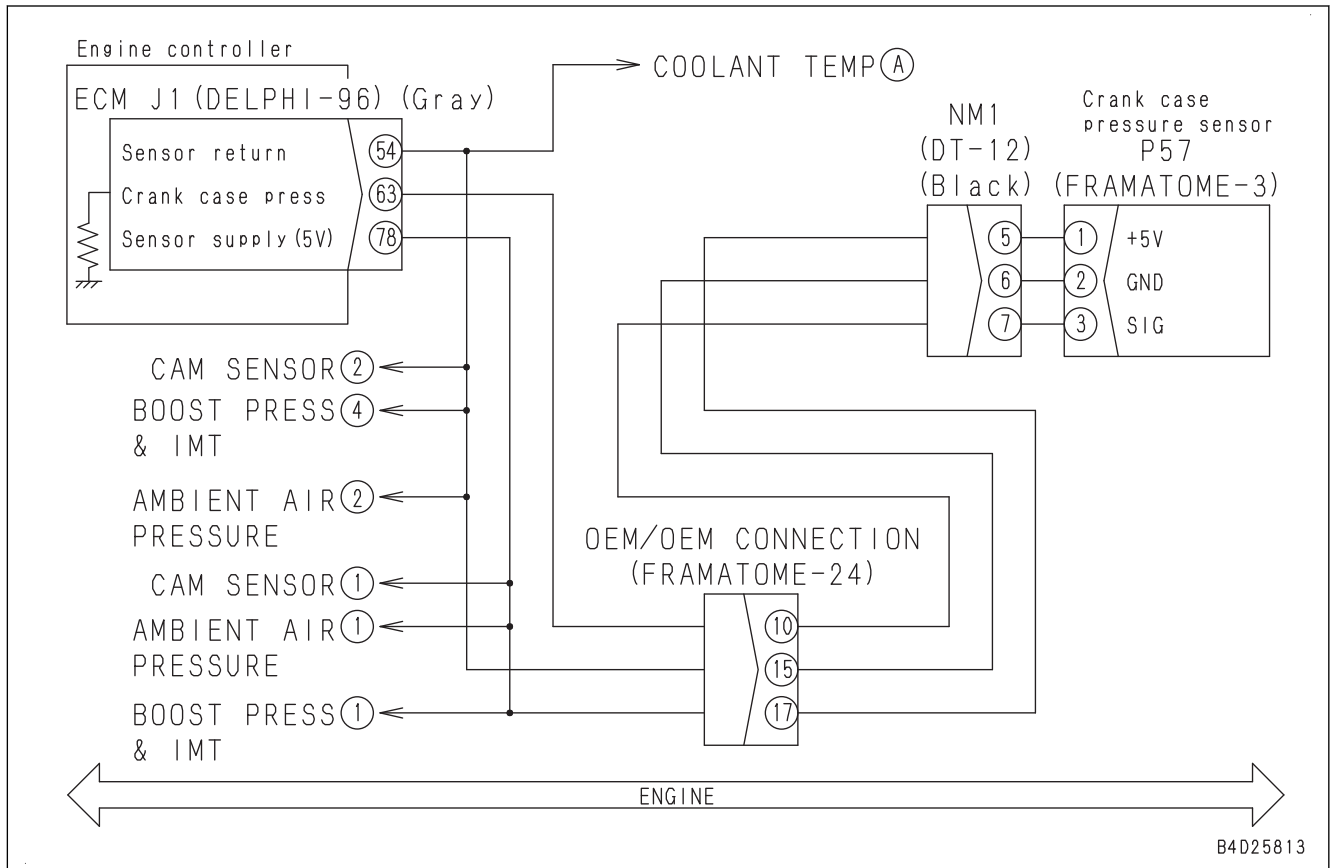 Engine controller
ECM J1(DELPHI-96)(Gray)
Sensor return
54
Crank case press
63
Sensor supply(5V)
78
COOLANT TEMP A
NM1
(DT-12)
(Black)
Crank case
pressure sensor
P57
(FRAMATOME-3)
5
1
+5V
6
2
GND
7
3
SIG
CAM SENSOR 2
BOOST PRESS 4
& IMT
AMBIENT AIR 2
PRESSURE
CAM SENSOR 1
AMBIENT AIR 1
PRESSURE
BOOST PRESS 1
& IMT
OEM/OEM CONNECTION
(FRAMATOME-24)
10
15
17
ENGINE
B4D25813